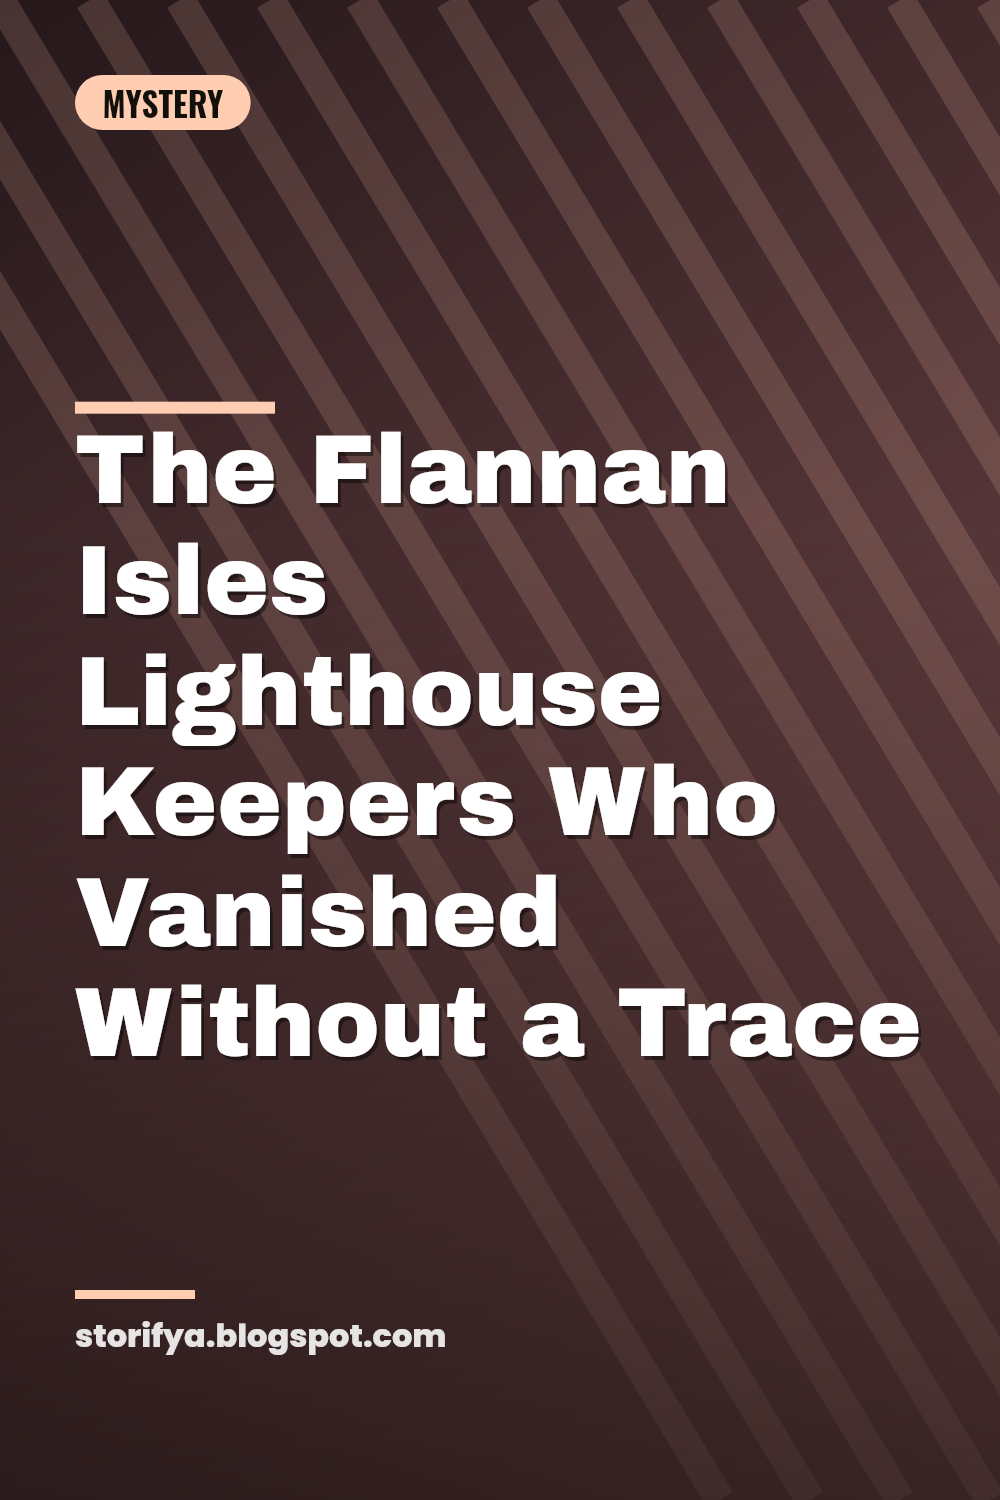 MYSTERY
The Flannan
Isles
Lighthouse
Keepers Who
Vanished
Without a Trace
storifya.blogspot.com